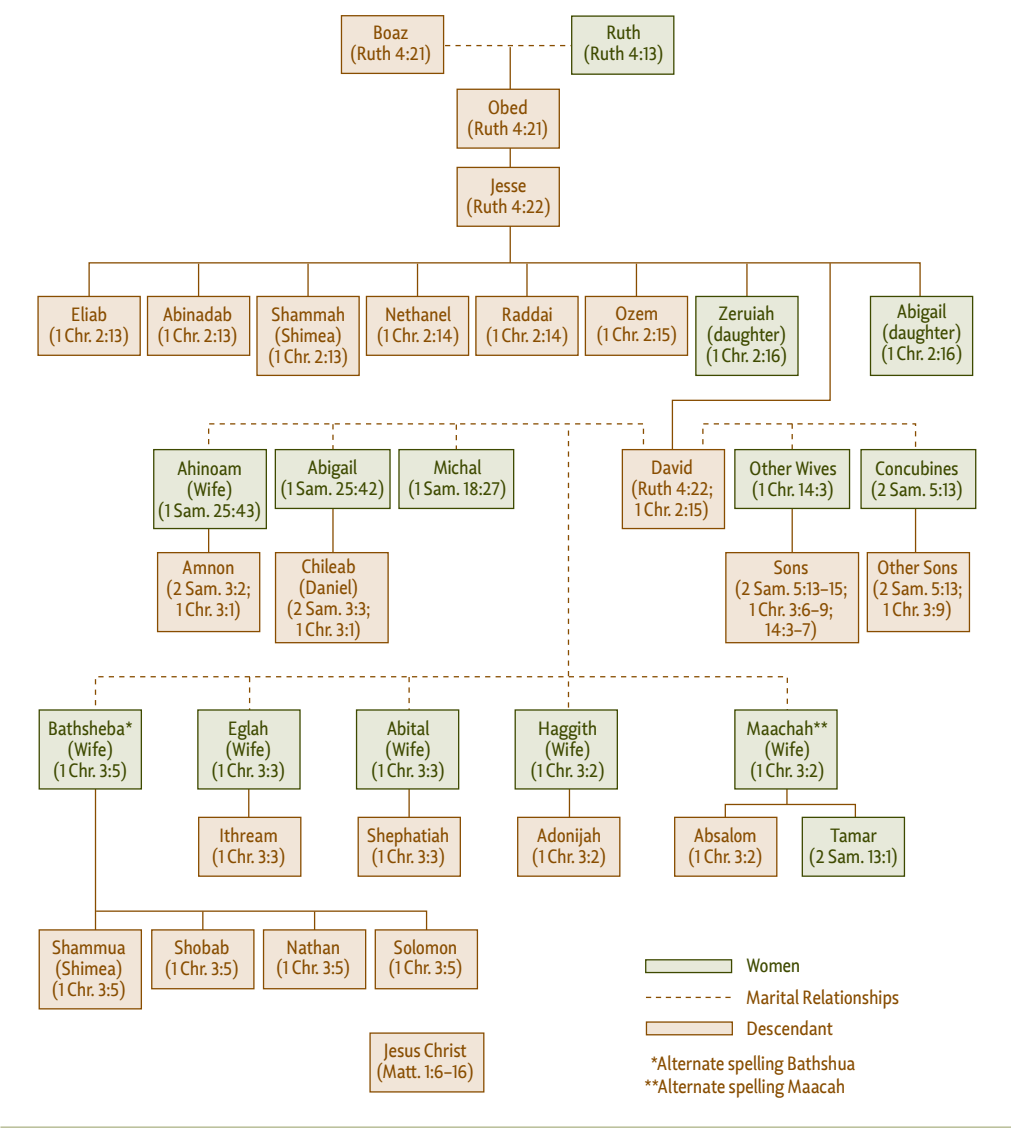 Boaz
(Ruth 4:21)
Ruth
(Ruth 4:13)
Obed
(Ruth 4:21)
Jesse
(Ruth 4:22)
Eliab
(1 Chr. 2:13)
Abinadab
(1 Chr. 2:13)
Shammah
(Shimea)
(1 Chr. 2:13)
Nethanel
(1 Chr. 2:14)
Raddai
(1 Chr. 2:14)
Ozem
(1 Chr. 2:15)
Zeruiah
(daughter)
(1 Chr. 2:16)
Abigail
(daughter)
(1 Chr. 2:16)
Ahinoam
(Wife)
(1 Sam. 25:43)
Abigail
(1 Sam. 25:42)
Michal
(1 Sam. 18:27)
David
(Ruth 4:22;
1 Chr. 2:15)
Other Wives
(1 Chr. 14:3)
Concubines
(2 Sam. 5:13)
Amnon
(2 Sam. 3:2;
1 Chr. 3:1)
Chileab
(Daniel)
(2 Sam. 3:3;
1 Chr. 3:1)
Sons
(2 Sam. 5:13–15;
1 Chr. 3:6–9;
14:3–7)
Other Sons
(2 Sam. 5:13;
1 Chr. 3:9)
Bathsheba*
(Wife)
(1 Chr. 3:5)
Eglah
(Wife)
(1 Chr. 3:3)
Abital
(Wife)
(1 Chr. 3:3)
Haggith
(Wife)
(1 Chr. 3:2)
Maachah**
(Wife)
(1 Chr. 3:2)
Ithream
(1 Chr. 3:3)
Shephatiah
(1 Chr. 3:3)
Adonijah
(1 Chr. 3:2)
Absalom
(1 Chr. 3:2)
Tamar
(2 Sam. 13:1)
Shammua
(Shimea)
(1 Chr. 3:5)
Shobab
(1 Chr. 3:5)
Nathan
(1 Chr. 3:5)
Solomon
(1 Chr. 3:5)
Jesus Christ
(Matt. 1:6–16)
Women
Marital Relationships
Descendant
*Alternate spelling Bathshua
**Alternate spelling Maacah